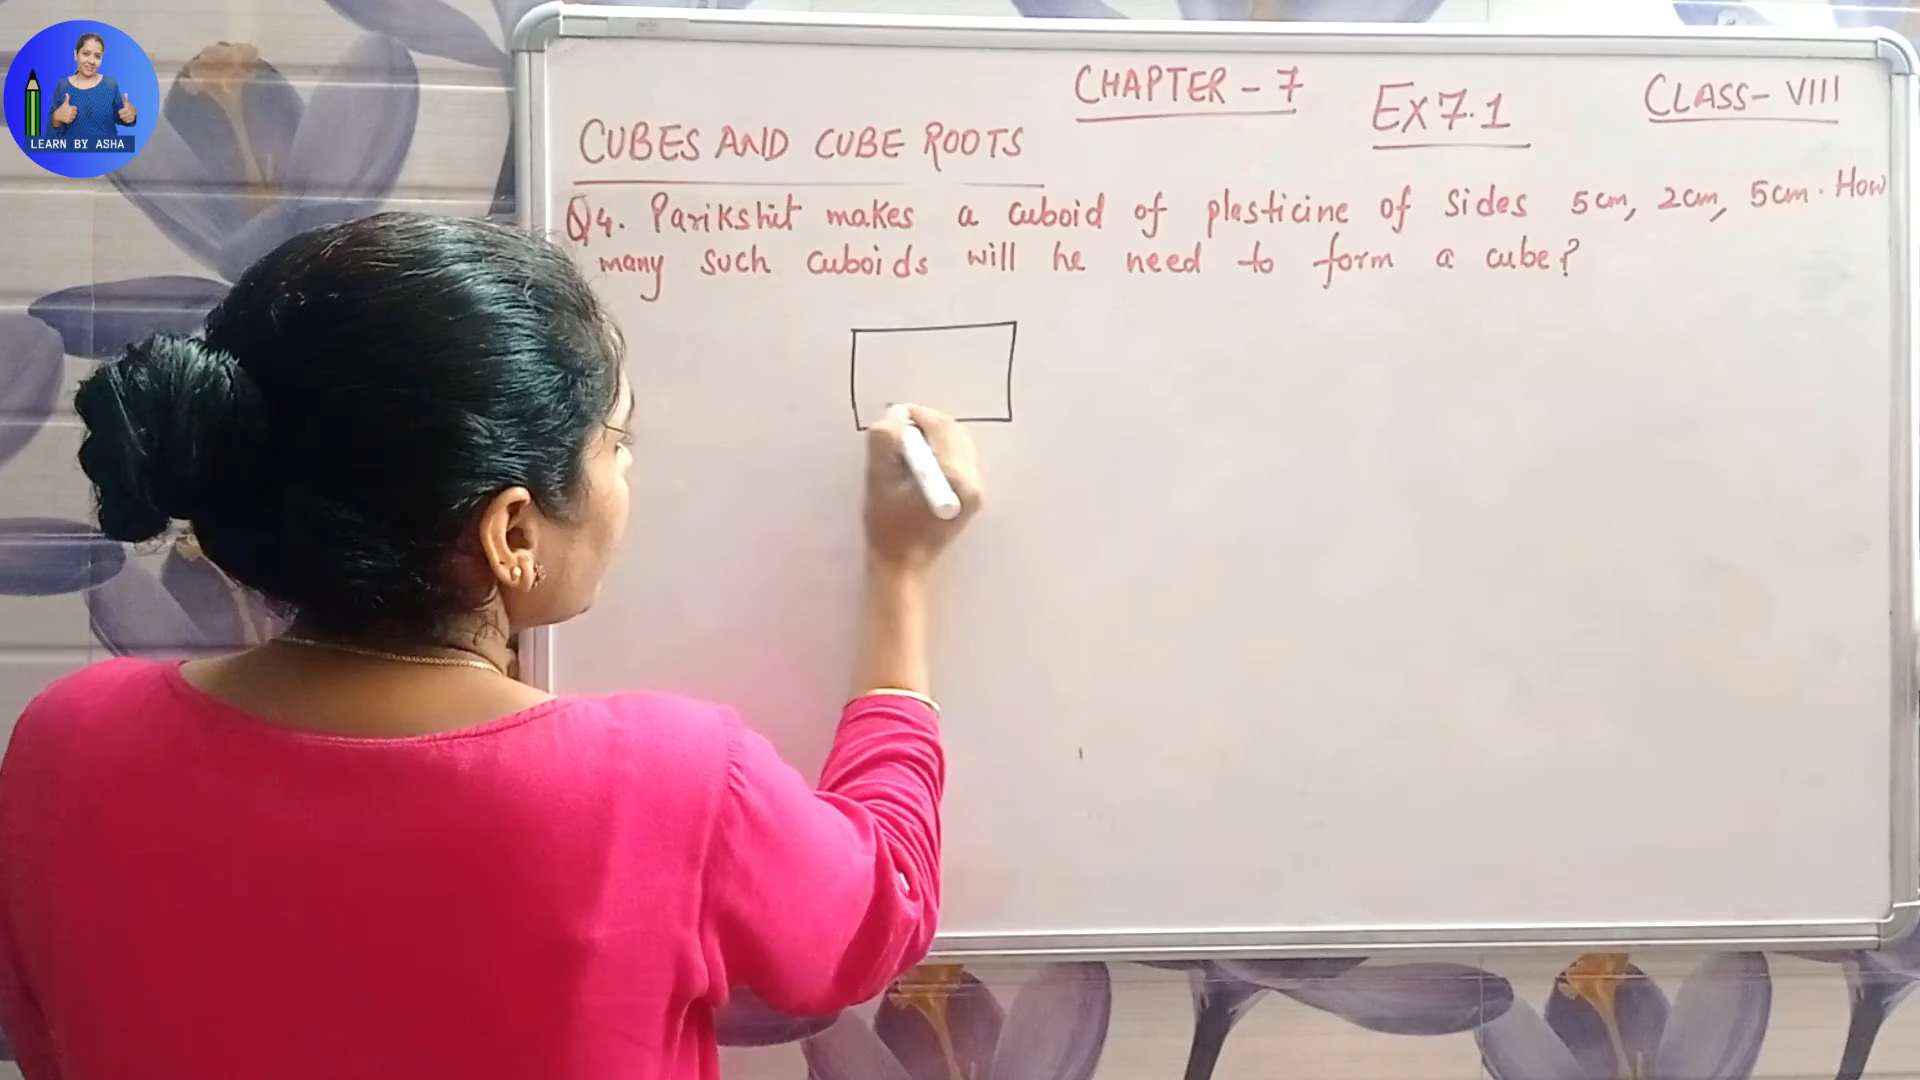 LEARN BY ASHA
CHAPTER - 7
EX 7.1
CLASS - VIII
CUBES AND CUBE ROOTS
Q4. Parikshit makes a cuboid of plasticine of sides 5cm, 2cm, 5cm. How
many such cuboids will he need to form a cube?